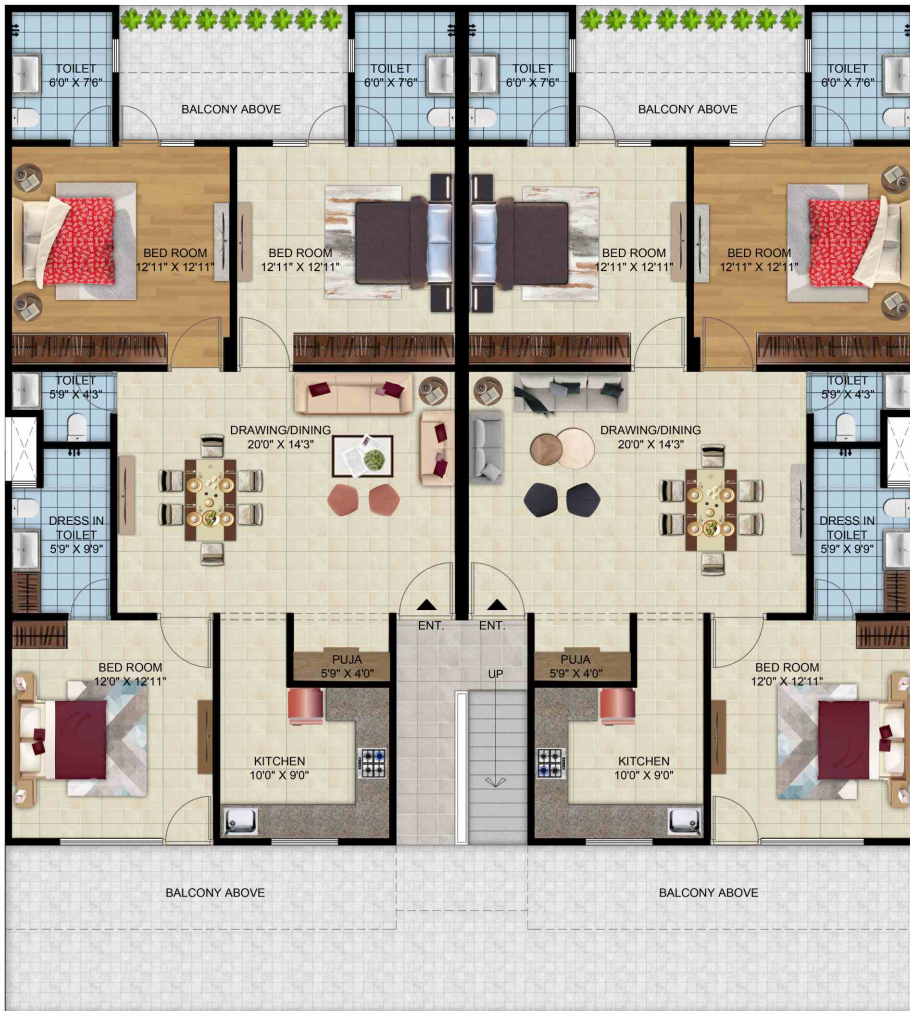 TOILET
6'0" X 7'6"
BALCONY ABOVE
TOILET
6'0" X 7'6"
TOILET
6'0" X 7'6"
BALCONY ABOVE
TOILET
6'0" X 7'6"
BED ROOM
12'11" X 12'11"
BED ROOM
12'11" X 12'11"
BED ROOM
12'11" X 12'11"
BED ROOM
12'11" X 12'11"
TOILET
5'9" X 4'3"
DRAWING/DINING
20'0" X 14'3"
DRAWING/DINING
20'0" X 14'3"
TOILET
5'9" X 4'3"
DRESS IN
TOILET
5'9" X 9'9"
DRESS IN
TOILET
5'9" X 9'9"
ENT.
ENT.
BED ROOM
12'0" X 12'11"
PUJA
5'9" X 4'0"
UP
PUJA
5'9" X 4'0"
BED ROOM
12'0" X 12'11"
KITCHEN
10'0" X 9'0"
KITCHEN
10'0" X 9'0"
BALCONY ABOVE
BALCONY ABOVE